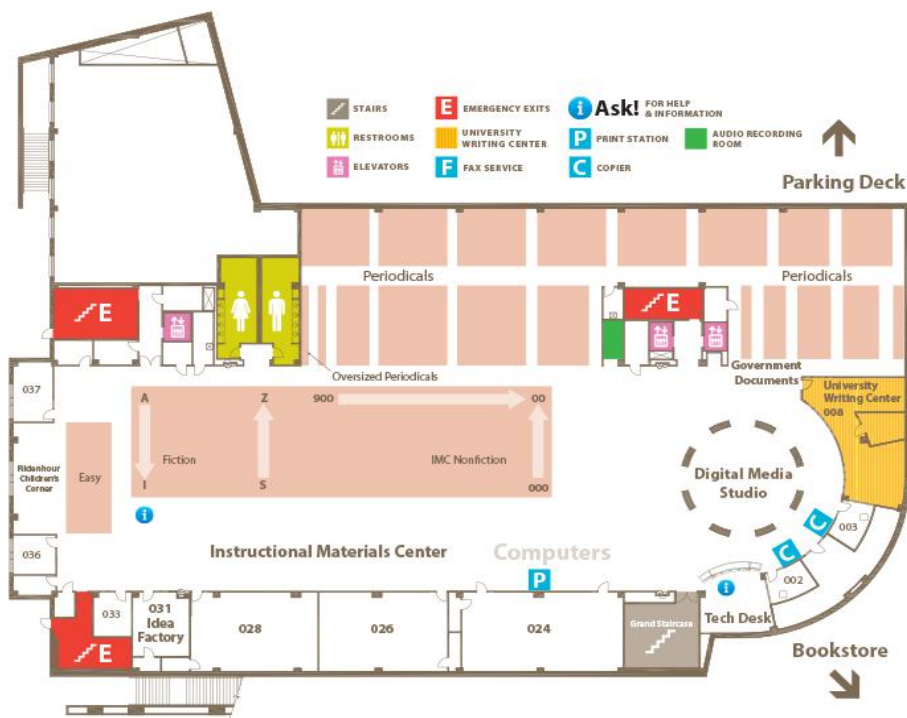 STAIRS
E
EMERGENCY EXITS
i
Ask!
FOR HELP
& INFORMATION
RESTROOMS
UNIVERSITY
WRITING CENTER
P
PRINT STATION
AUDIO RECORDING
ROOM
ELEVATORS
F
FAX SERVICE
C
COPIER
Parking Deck
Periodicals
Periodicals
E
E
Oversized Periodicals
Government
Documents
University
Writing Center
008
037
A
Z
900
00
Fiction
IMC Nonfiction
Ridenhour
Children's
Corner
Easy
I
S
000
Digital Media
Studio
i
C
003
036
Instructional Materials Center
Computers
C
P
002
i
033
031
Idea
Factory
028
026
024
Grand Staircase
Tech Desk
E
Bookstore